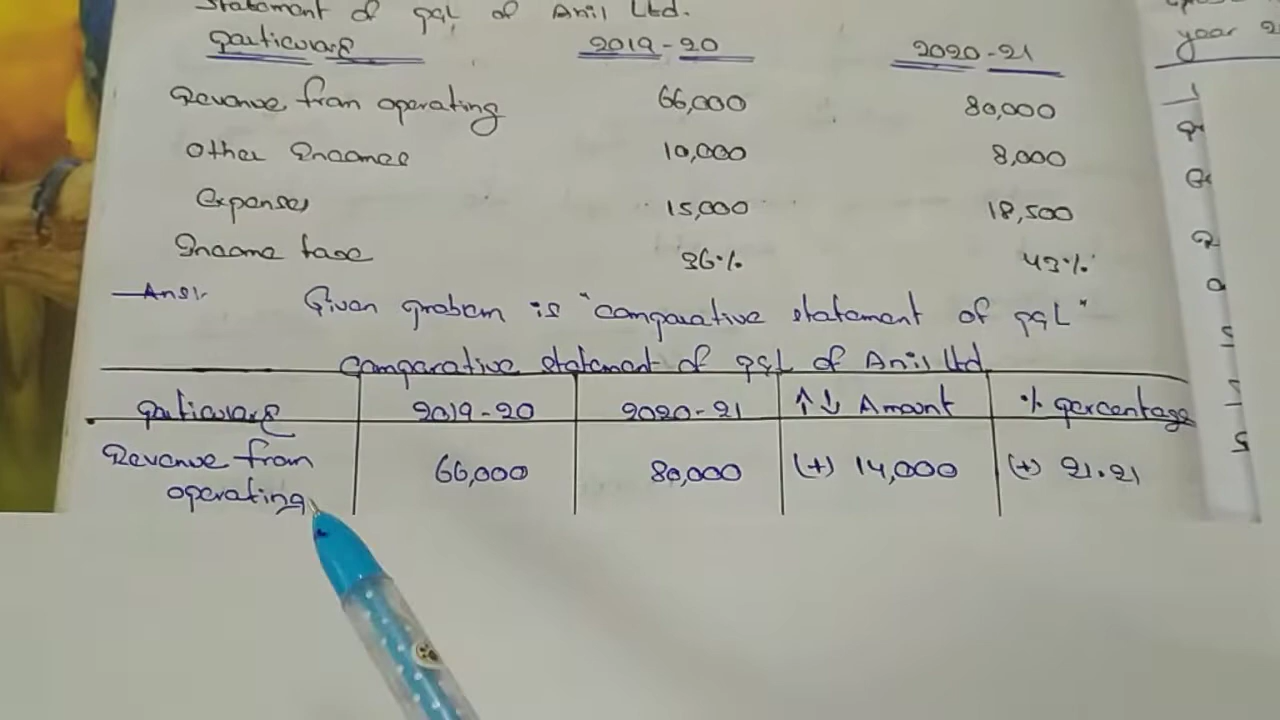 Statement of P&L of Anil Ltd.
Particulars 2019-20 2020-21
Revenue from operating 66,000 80,000
Other Incomes 10,000 8,000
Expenses 15,000 18,500
Income tax 36% 43%
Ans:- Given probem is "comparative statement of P&L"
Comparative statement of P&L of Anil Ltd
Particulars 2019-20 2020-21 ↑↓ Amount % percentage
Revenue from 66,000 80,000 (+) 14,000 (+) 21.21
operating
year